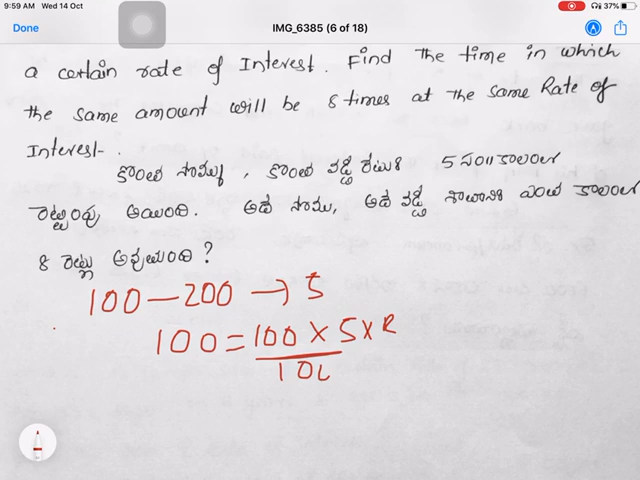 9:59 AM Wed 14 Oct
37%
Done
IMG_6385 (6 of 18)
a certain rate of Interest. Find the time in which
the same amount will be 8 times at the same Rate of
Interest-.
కొంత సొమ్ము, కొంత వడ్డీ రేటుకి 5 సం॥ కాలంలో
రెట్టింపు అయింది. అదే సొము, అదే వడ్డీ శాతానికి ఎంత కాలంలో
8 రెట్లు అవుతుంది?
100 — 200 → 5
100 = 100 × 5 × R
100